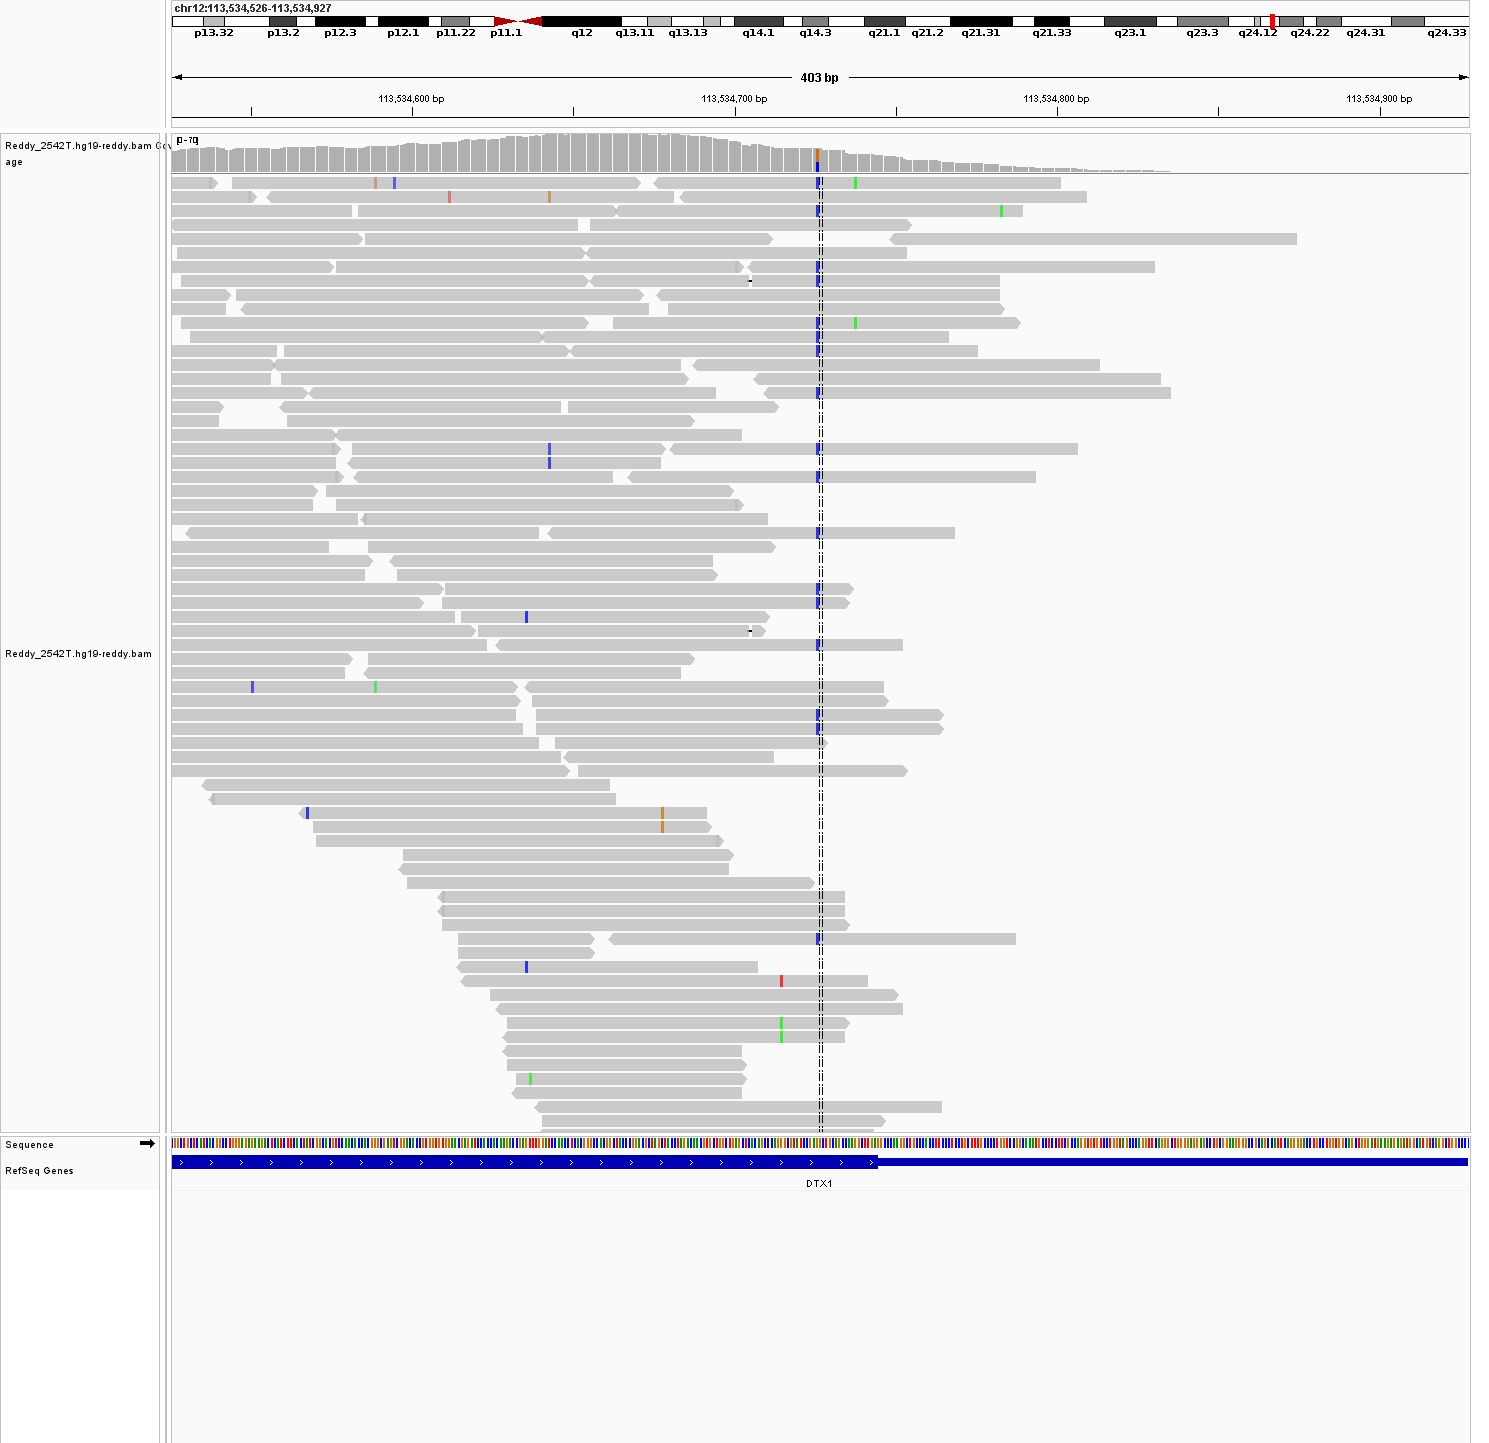 chr12:113,534,526-113,534,927
p13.32 p13.2 p12.3 p12.1 p11.22 p11.1 q12 q13.11 q13.13 q14.1 q14.3 q21.1 q21.2 q21.31 q21.33 q23.1 q23.3 q24.12 q24.22 q24.31 q24.33
403 bp
113,534,600 bp 113,534,700 bp 113,534,800 bp 113,534,900 bp
Reddy_2542T.hg19-reddy.bam Cov
age
Reddy_2542T.hg19-reddy.bam
Sequence
RefSeq Genes
DTX1